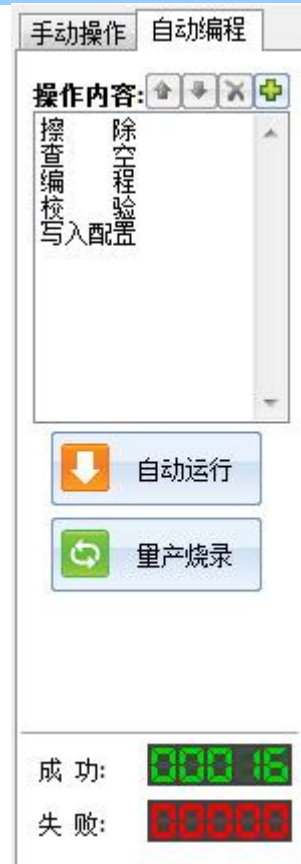 手动操作 自动编程
操作内容:
擦 除
查 空
编 程
校 验
写入配置
自动运行
量产烧录
成 功: 00016
失 败: 00000